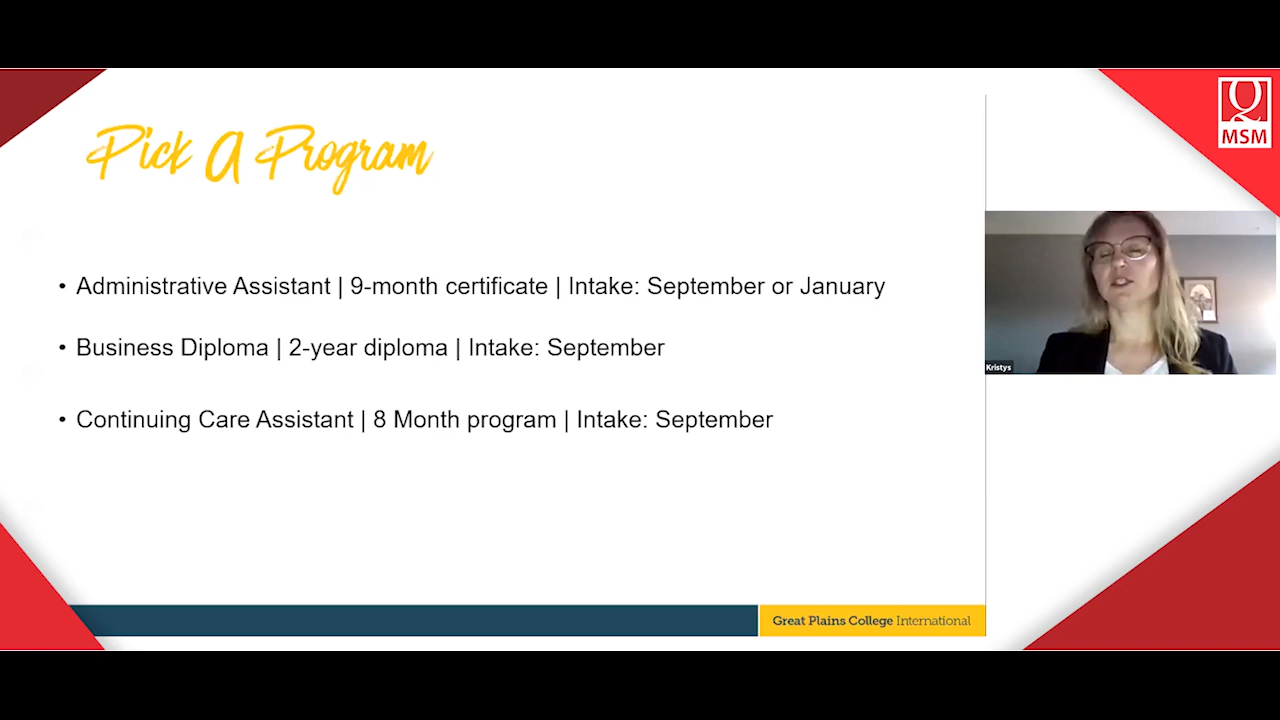 Pick A Program
• Administrative Assistant | 9-month certificate | Intake: September or January
• Business Diploma | 2-year diploma | Intake: September
• Continuing Care Assistant | 8 Month program | Intake: September
Great Plains College International
Q
MSM
Kristys